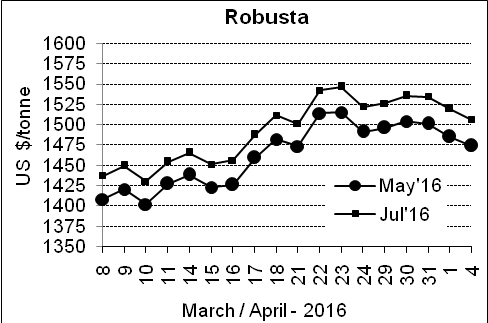 Robusta
US $/tonne
1600
1575
1550
1525
1500
1475
1450
1425
1400
1375
1350
May'16
Jul'16
8 9 10 11 14 15 16 17 18 21 22 23 24 29 30 31 1 4
March / April - 2016